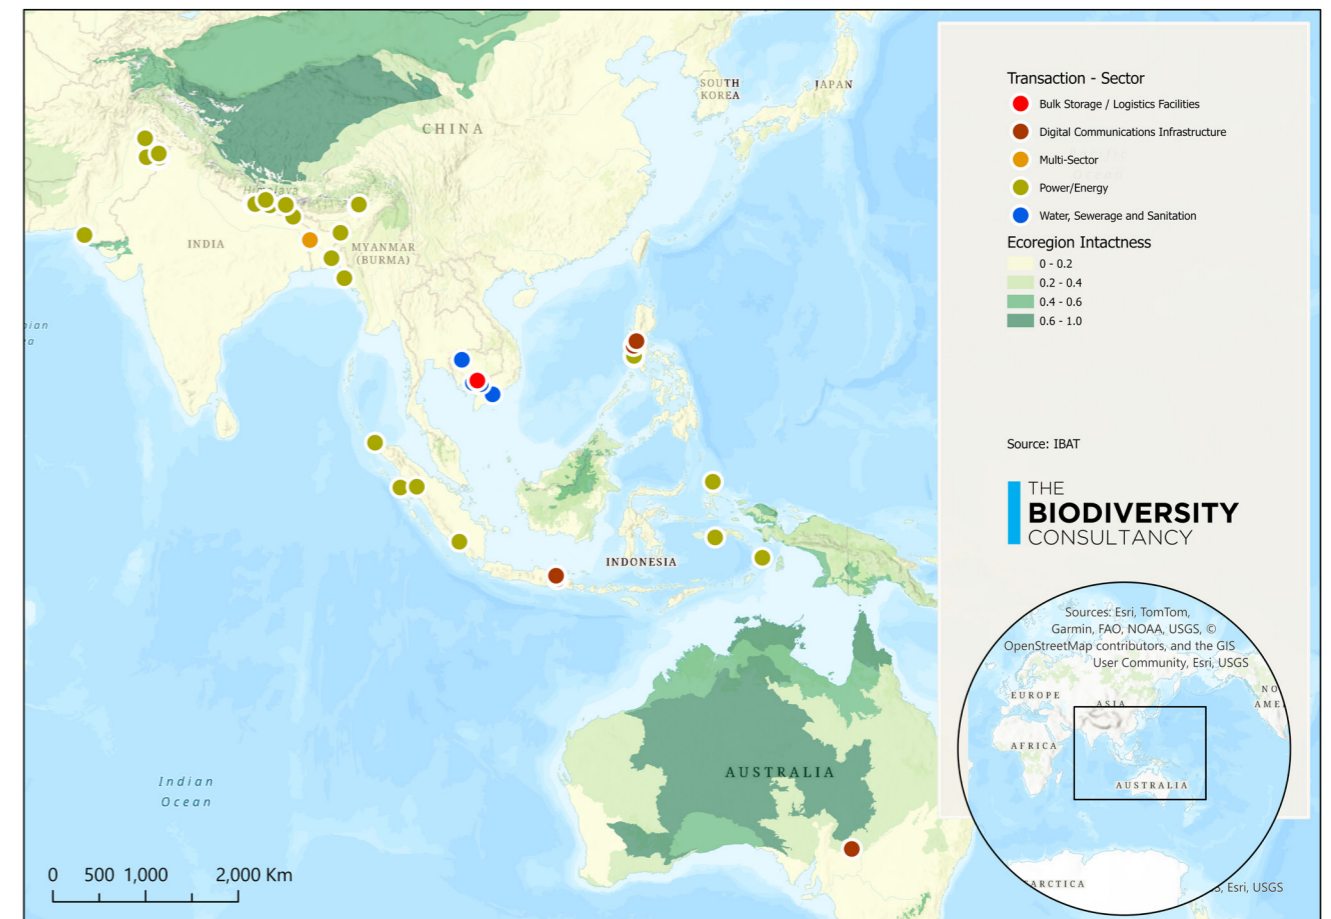 SOUTH
KOREA
JAPAN
CHINA
Himalaya
INDIA
MYANMAR
(BURMA)
INDONESIA
AUSTRALIA
Indian
Ocean
0 500 1,000 2,000 Km
Transaction - Sector
Bulk Storage / Logistics Facilities
Digital Communications Infrastructure
Multi-Sector
Power/Energy
Water, Sewerage and Sanitation
Ecoregion Intactness
0 - 0.2
0.2 - 0.4
0.4 - 0.6
0.6 - 1.0
Source: IBAT
THE
BIODIVERSITY
CONSULTANCY
Sources: Esri, TomTom,
Garmin, FAO, NOAA, USGS, ©
OpenStreetMap contributors, and the GIS
User Community, Esri, USGS
EUROPE
ASIA
NO
AME
AFRICA
AUSTRALIA
ARCTICA
S, Esri, USGS